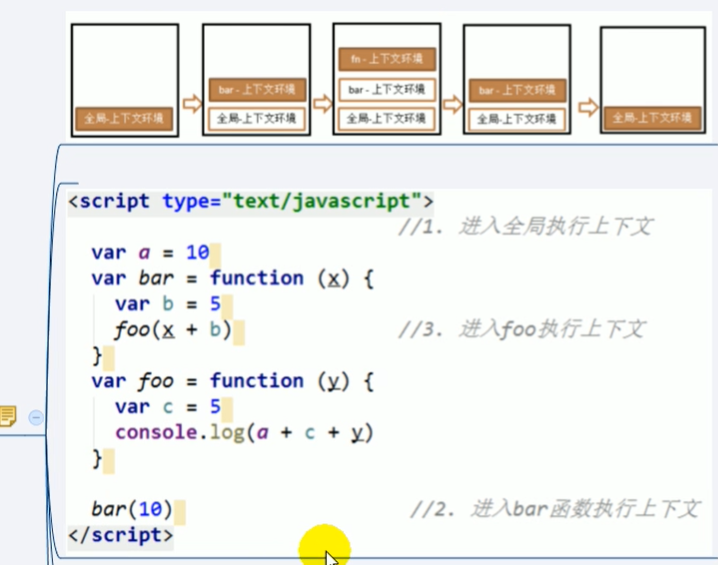 全局-上下文环境
bar - 上下文环境
全局-上下文环境
fn - 上下文环境
bar - 上下文环境
全局-上下文环境
bar - 上下文环境
全局-上下文环境
全局-上下文环境
<script type="text/javascript">
//1. 进入全局执行上下文
var a = 10
var bar = function (x) {
var b = 5
foo(x + b) //3. 进入foo执行上下文
}
var foo = function (y) {
var c = 5
console.log(a + c + y)
}
bar(10) //2. 进入bar函数执行上下文
</script>